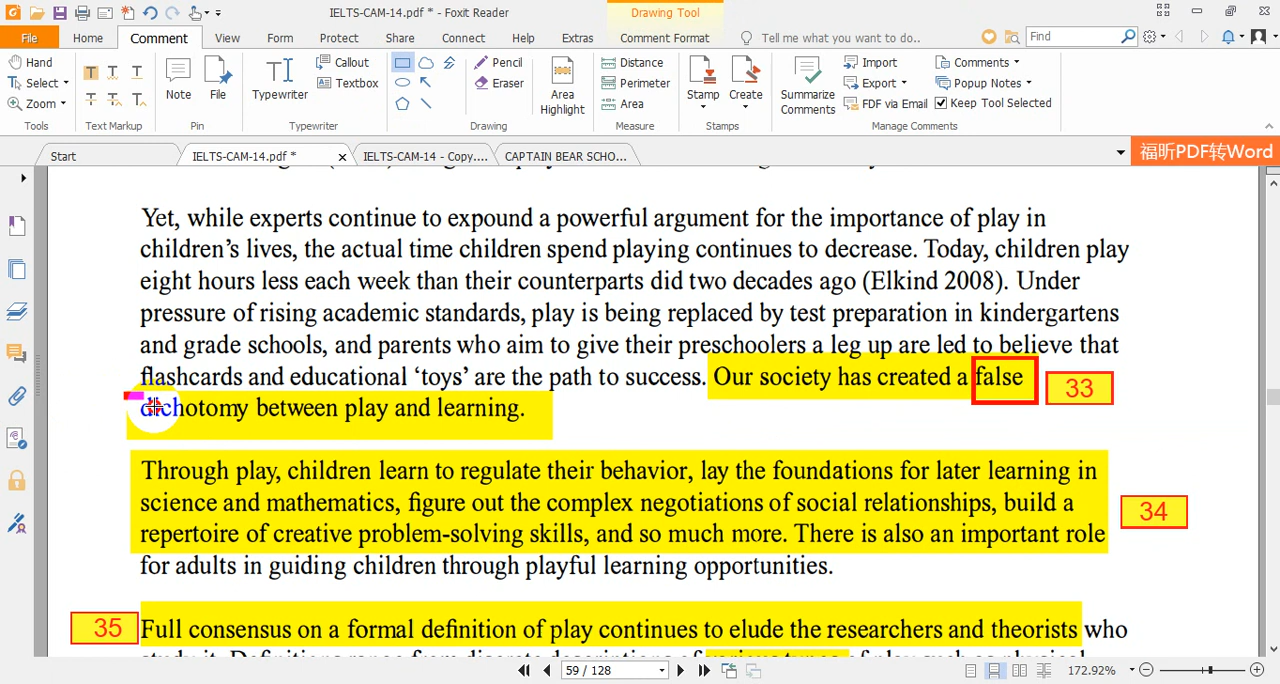 IELTS-CAM-14.pdf * - Foxit Reader
Drawing Tool
File Home Comment View Form Protect Share Connect Help Extras Comment Format Tell me what you want to do.. Find
Hand
Select
Zoom
Tools
Text Markup
Note
File
Pin
Typewriter
Callout
Textbox
Typewriter
Pencil
Eraser
Drawing
Area Highlight
Distance
Perimeter
Area
Measure
Stamp
Create
Stamps
Summarize Comments
Import
Export
FDF via Email
Comments
Popup Notes
Keep Tool Selected
Manage Comments
Start IELTS-CAM-14.pdf * IELTS-CAM-14 - Copy.... CAPTAIN BEAR SCHO... 福昕PDF转Word
Yet, while experts continue to expound a powerful argument for the importance of play in
children's lives, the actual time children spend playing continues to decrease. Today, children play
eight hours less each week than their counterparts did two decades ago (Elkind 2008). Under
pressure of rising academic standards, play is being replaced by test preparation in kindergartens
and grade schools, and parents who aim to give their preschoolers a leg up are led to believe that
flashcards and educational ‘toys’ are the path to success. Our society has created a false 33
dichotomy between play and learning.
Through play, children learn to regulate their behavior, lay the foundations for later learning in
science and mathematics, figure out the complex negotiations of social relationships, build a
34
repertoire of creative problem-solving skills, and so much more. There is also an important role
for adults in guiding children through playful learning opportunities.
35 Full consensus on a formal definition of play continues to elude the researchers and theorists who
59 / 128 172.92%